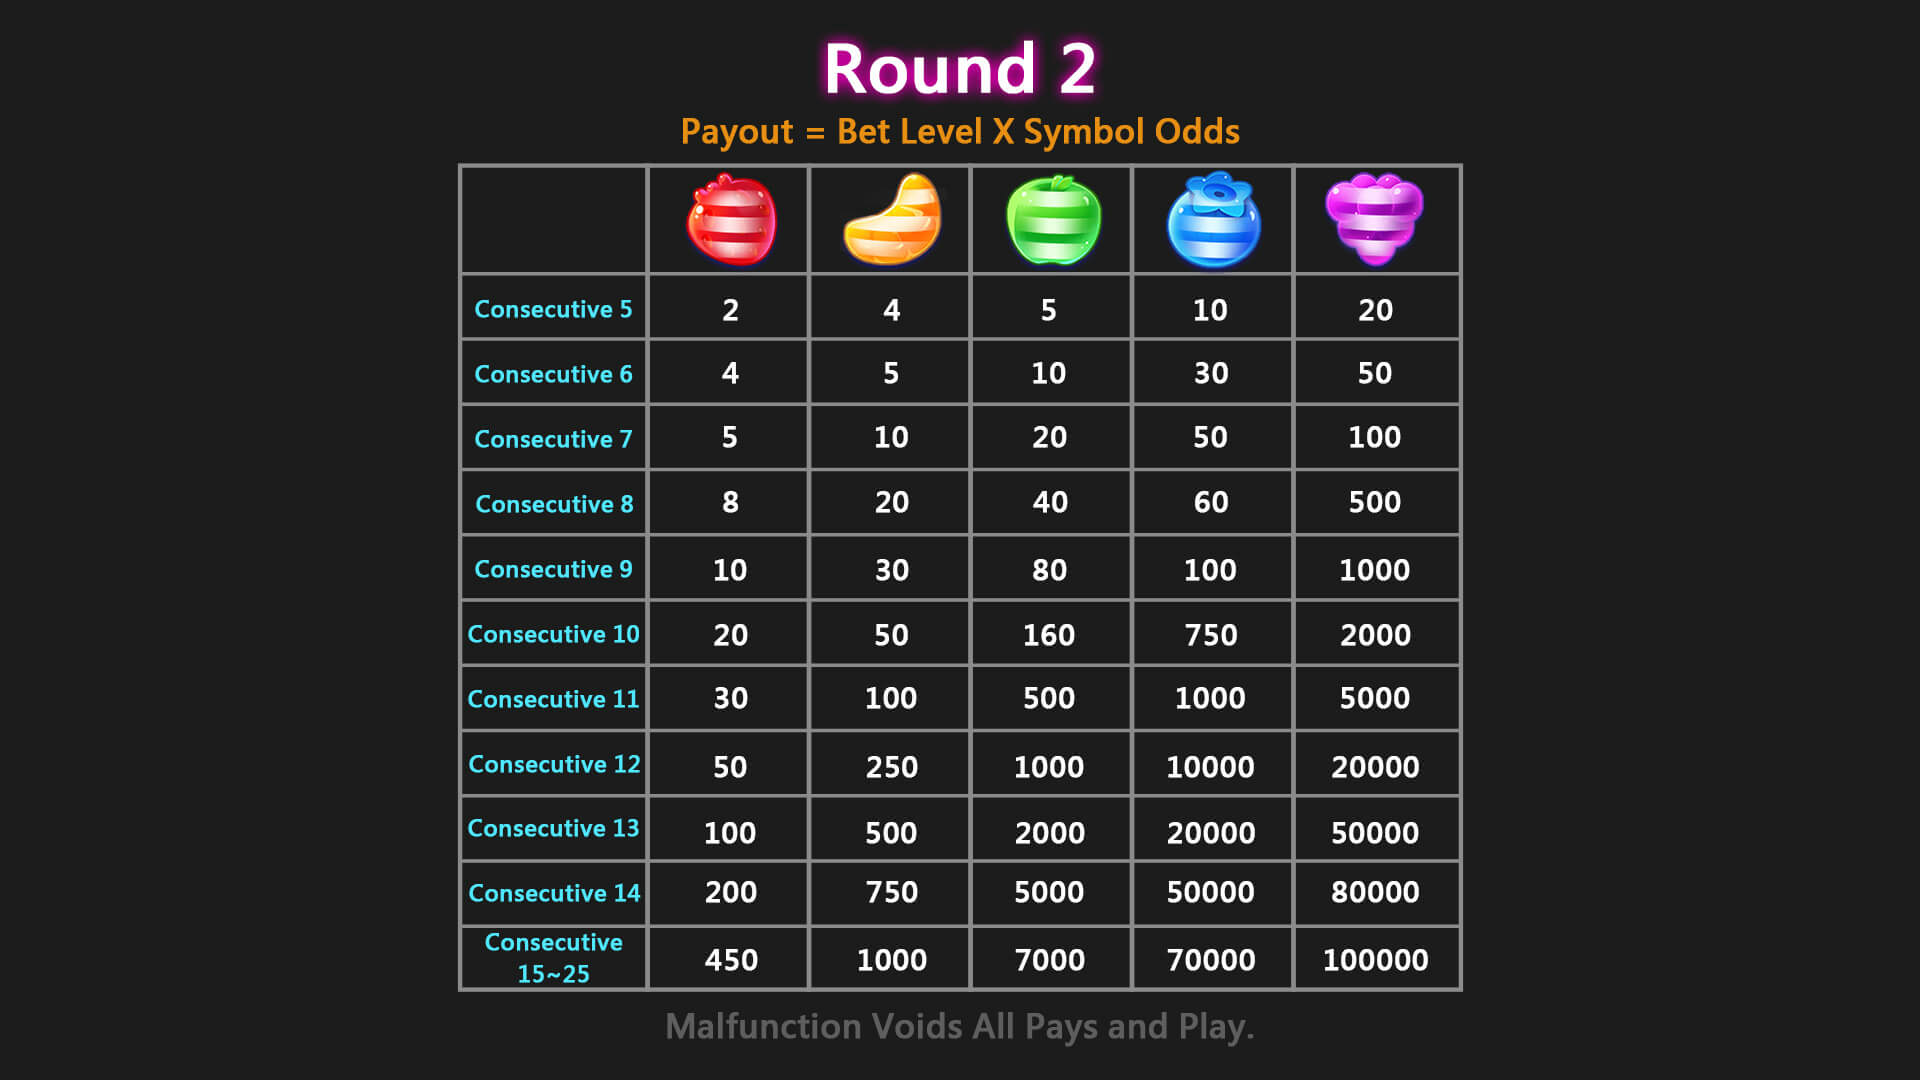 Round 2
Payout = Bet Level X Symbol Odds
Consecutive 5 2 4 5 10 20
Consecutive 6 4 5 10 30 50
Consecutive 7 5 10 20 50 100
Consecutive 8 8 20 40 60 500
Consecutive 9 10 30 80 100 1000
Consecutive 10 20 50 160 750 2000
Consecutive 11 30 100 500 1000 5000
Consecutive 12 50 250 1000 10000 20000
Consecutive 13 100 500 2000 20000 50000
Consecutive 14 200 750 5000 50000 80000
Consecutive
15~25 450 1000 7000 70000 100000
Malfunction Voids All Pays and Play.